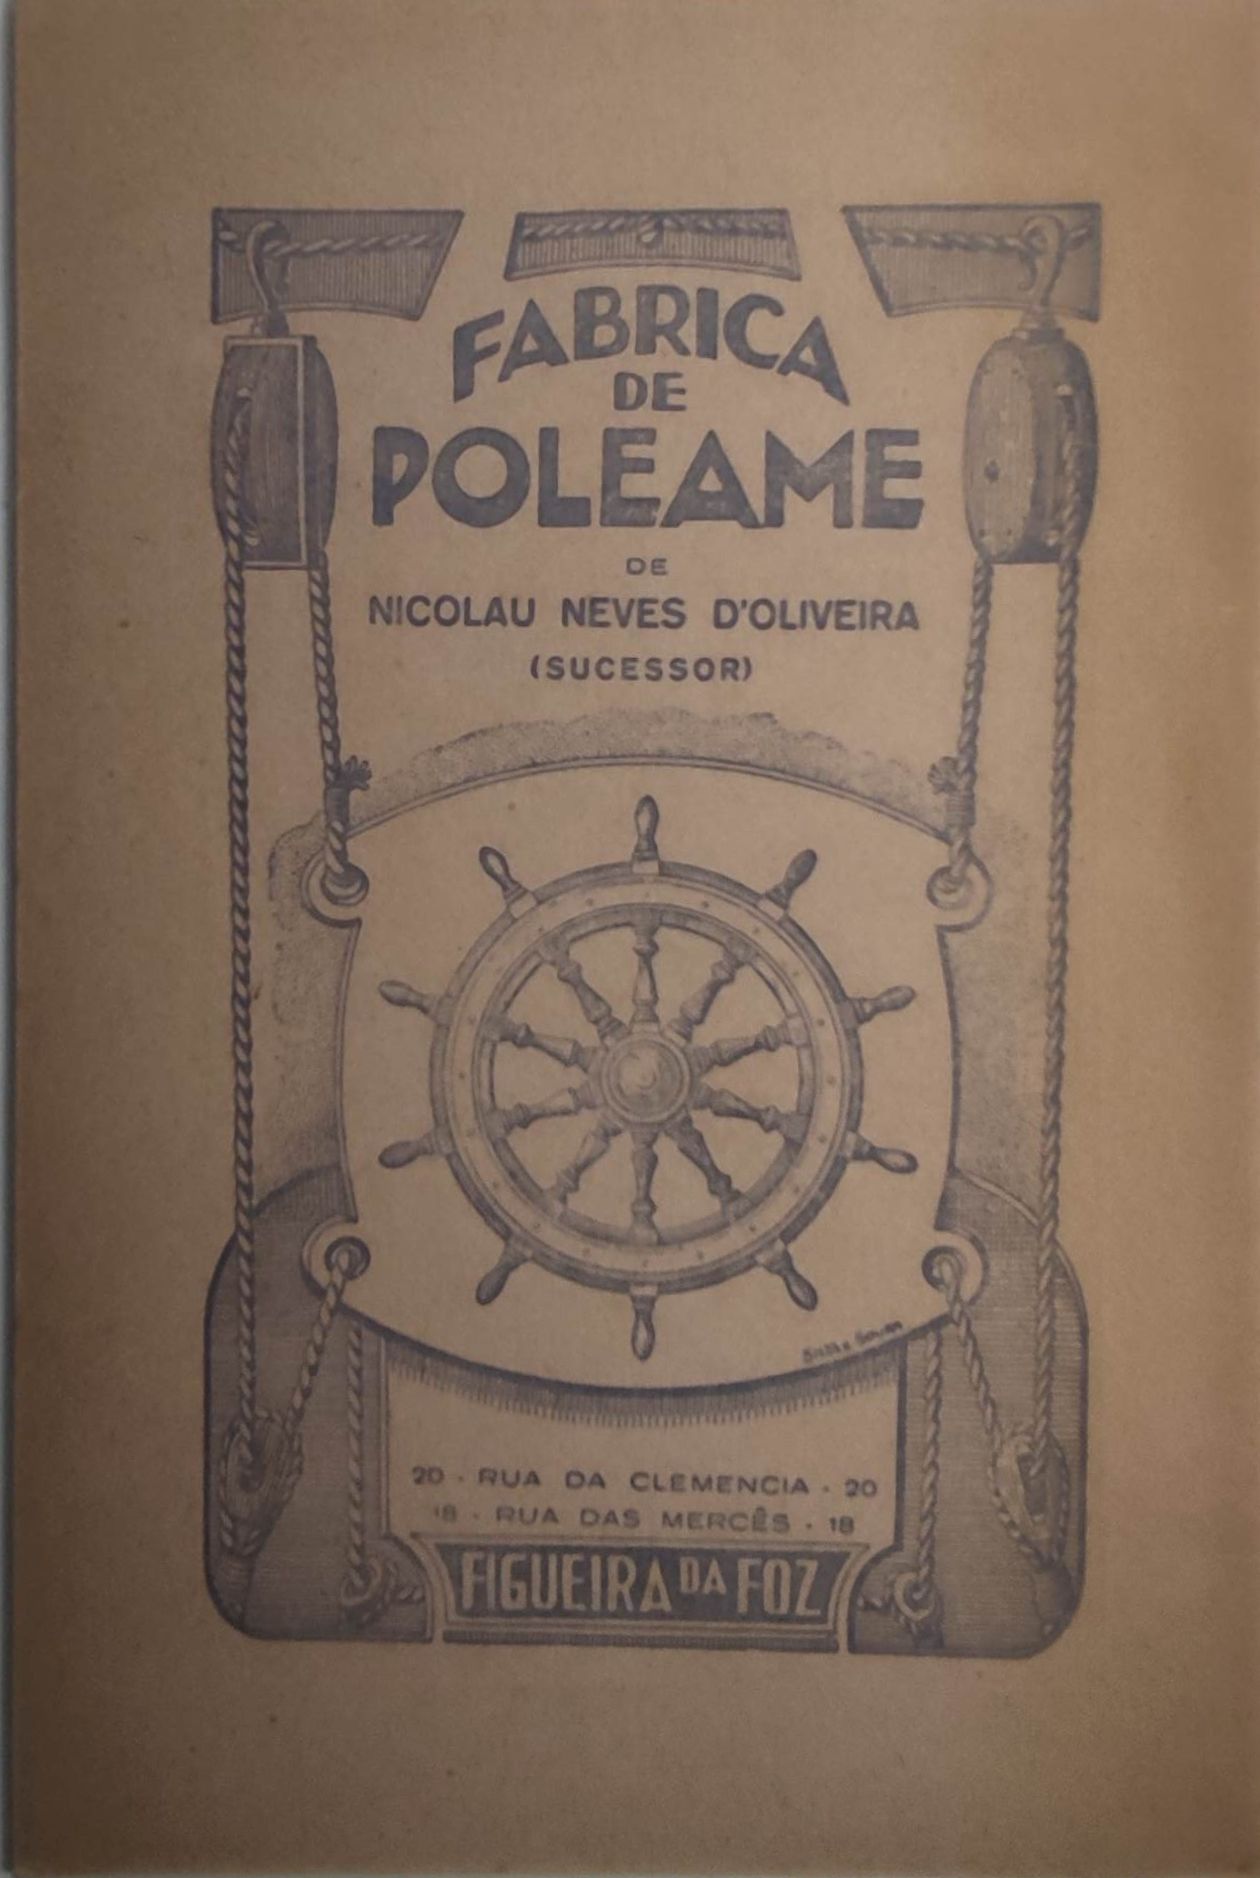 FABRICA
DE
POLEAME
DE
NICOLAU NEVES D'OLIVEIRA
(SUCESSOR)
20 - RUA DA CLEMENCIA - 20
18 - RUA DAS MERCÊS - 18
FIGUEIRA DA FOZ